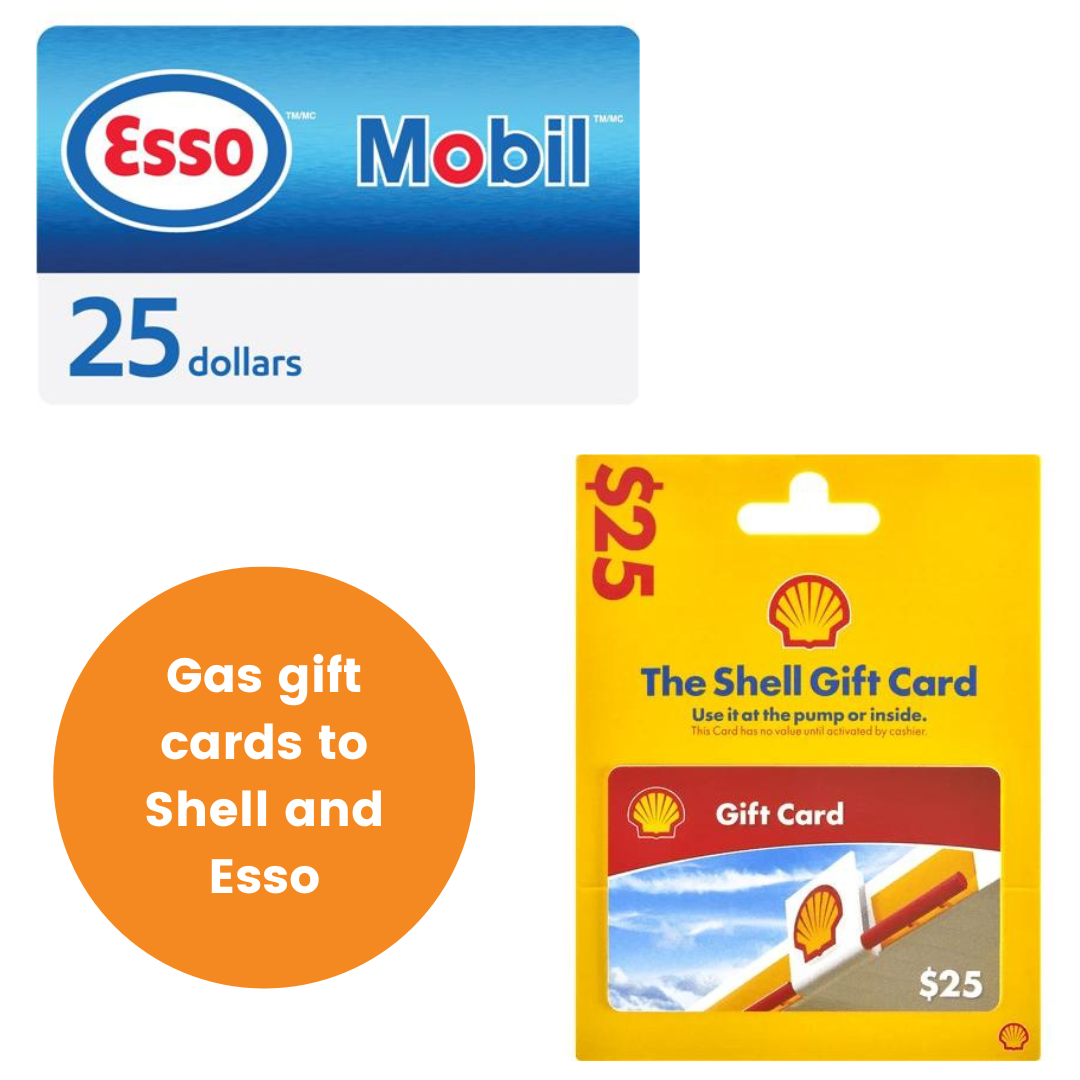 Esso TM/MC Mobil TM/MC
25 dollars
$25
The Shell Gift Card
Use it at the pump or inside.
This Card has no value until activated by cashier.
Gift Card
$25
Gas gift
cards to
Shell and
Esso